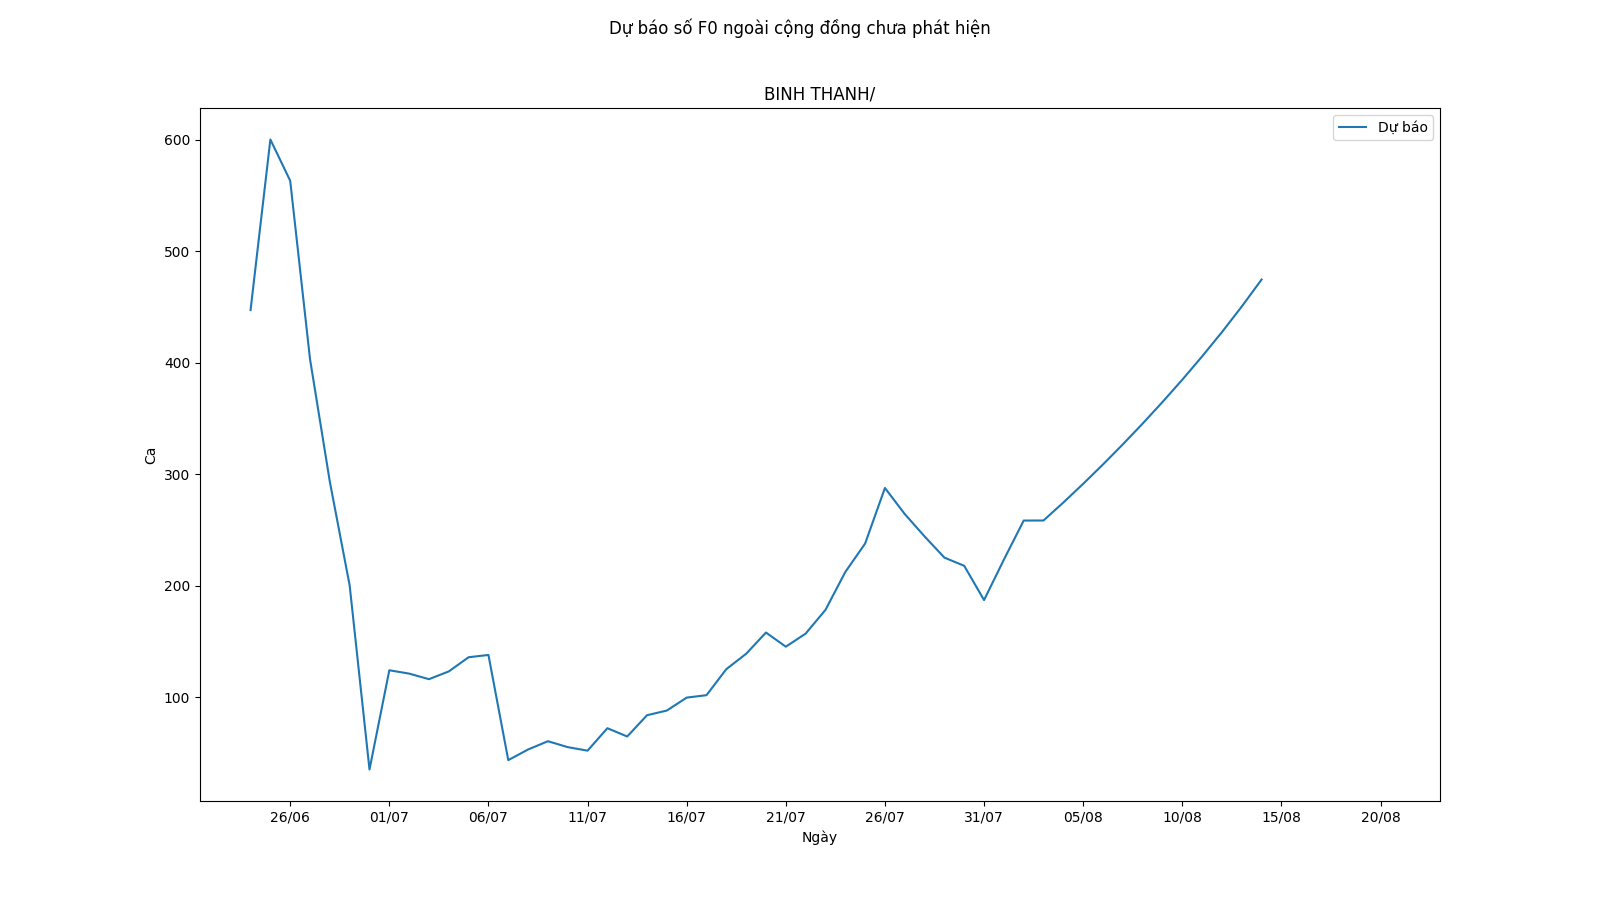 Dự báo số F0 ngoài cộng đồng chưa phát hiện
BINH THANH/
Dự báo
600
500
400
300
200
100
Ca
26/06 01/07 06/07 11/07 16/07 21/07 26/07 31/07 05/08 10/08 15/08 20/08
Ngày